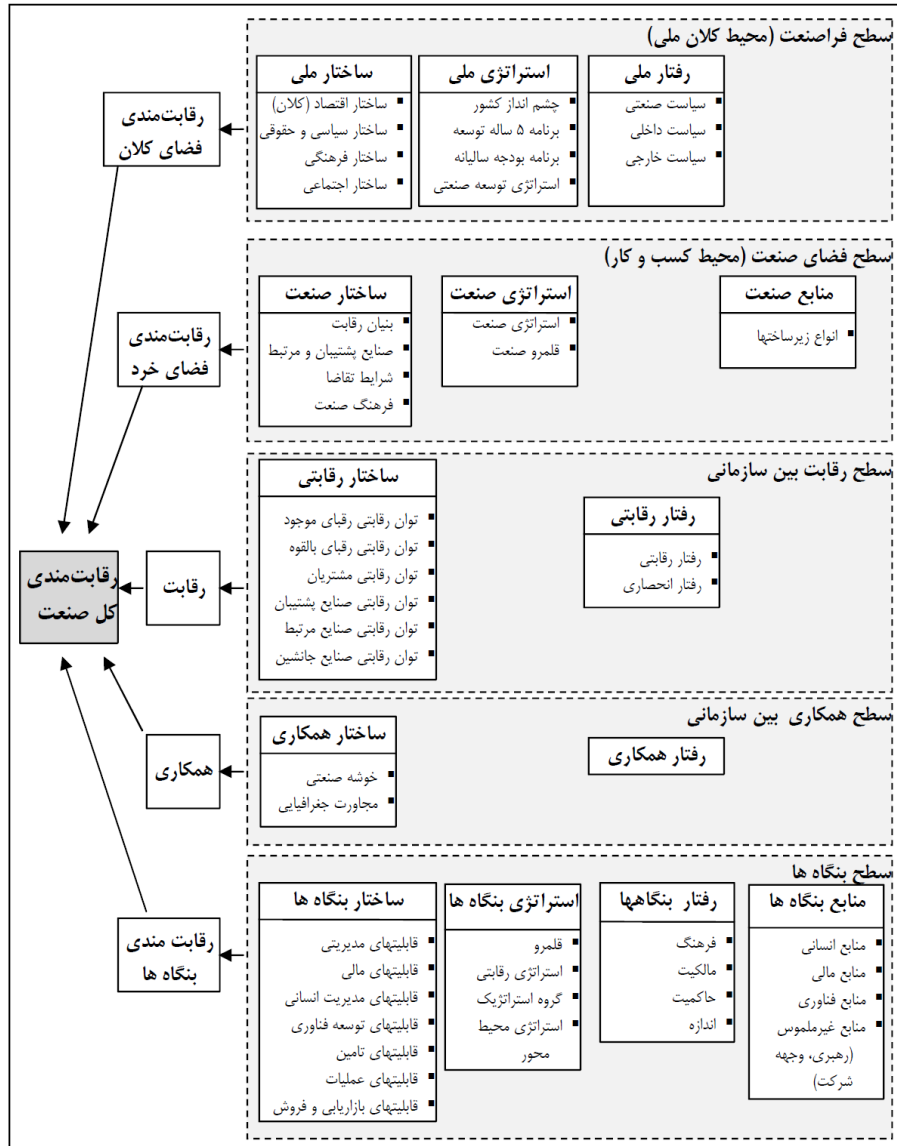 سطح فراصنعت (محیط کلان ملی)
رفتار ملی
سیاست صنعتی
سیاست داخلی
سیاست خارجی
استراتژی ملی
چشم انداز کشور
برنامه ۵ ساله توسعه
برنامه بودجه سالیانه
استراتژی توسعه صنعتی
ساختار ملی
ساختار اقتصاد (کلان)
ساختار سیاسی و حقوقی
ساختار فرهنگی
ساختار اجتماعی
رقابت‌مندی
فضای کلان
سطح فضای صنعت (محیط کسب و کار)
منابع صنعت
انواع زیرساختها
استراتژی صنعت
استراتژی صنعت
قلمرو صنعت
ساختار صنعت
بنیان رقابت
صنایع پشتیبان و مرتبط
شرایط تقاضا
فرهنگ صنعت
رقابت‌مندی
فضای خرد
سطح رقابت بین سازمانی
رفتار رقابتی
رفتار رقابتی
رفتار انحصاری
ساختار رقابتی
توان رقابتی رقبای موجود
توان رقابتی رقبای بالقوه
توان رقابتی مشتریان
توان رقابتی صنایع پشتیبان
توان رقابتی صنایع مرتبط
توان رقابتی صنایع جانشین
رقابت
رقابت‌مندی
کل صنعت
سطح همکاری بین سازمانی
رفتار همکاری
ساختار همکاری
خوشه صنعتی
مجاورت جغرافیایی
همکاری
سطح بنگاه ها
منابع بنگاه ها
منابع انسانی
منابع مالی
منابع فناوری
منابع غیرملموس
(رهبری، وجهه
شرکت)
رفتار بنگاهها
فرهنگ
مالکیت
حاکمیت
اندازه
استراتژی بنگاه ها
قلمرو
استراتژی رقابتی
گروه استراتژیک
استراتژی محیط
محور
ساختار بنگاه ها
قابلیتهای مدیریتی
قابلیتهای مالی
قابلیتهای مدیریت انسانی
قابلیتهای توسعه فناوری
قابلیتهای تامین
قابلیتهای عملیات
قابلیتهای بازاریابی و فروش
رقابت مندی
بنگاه ها